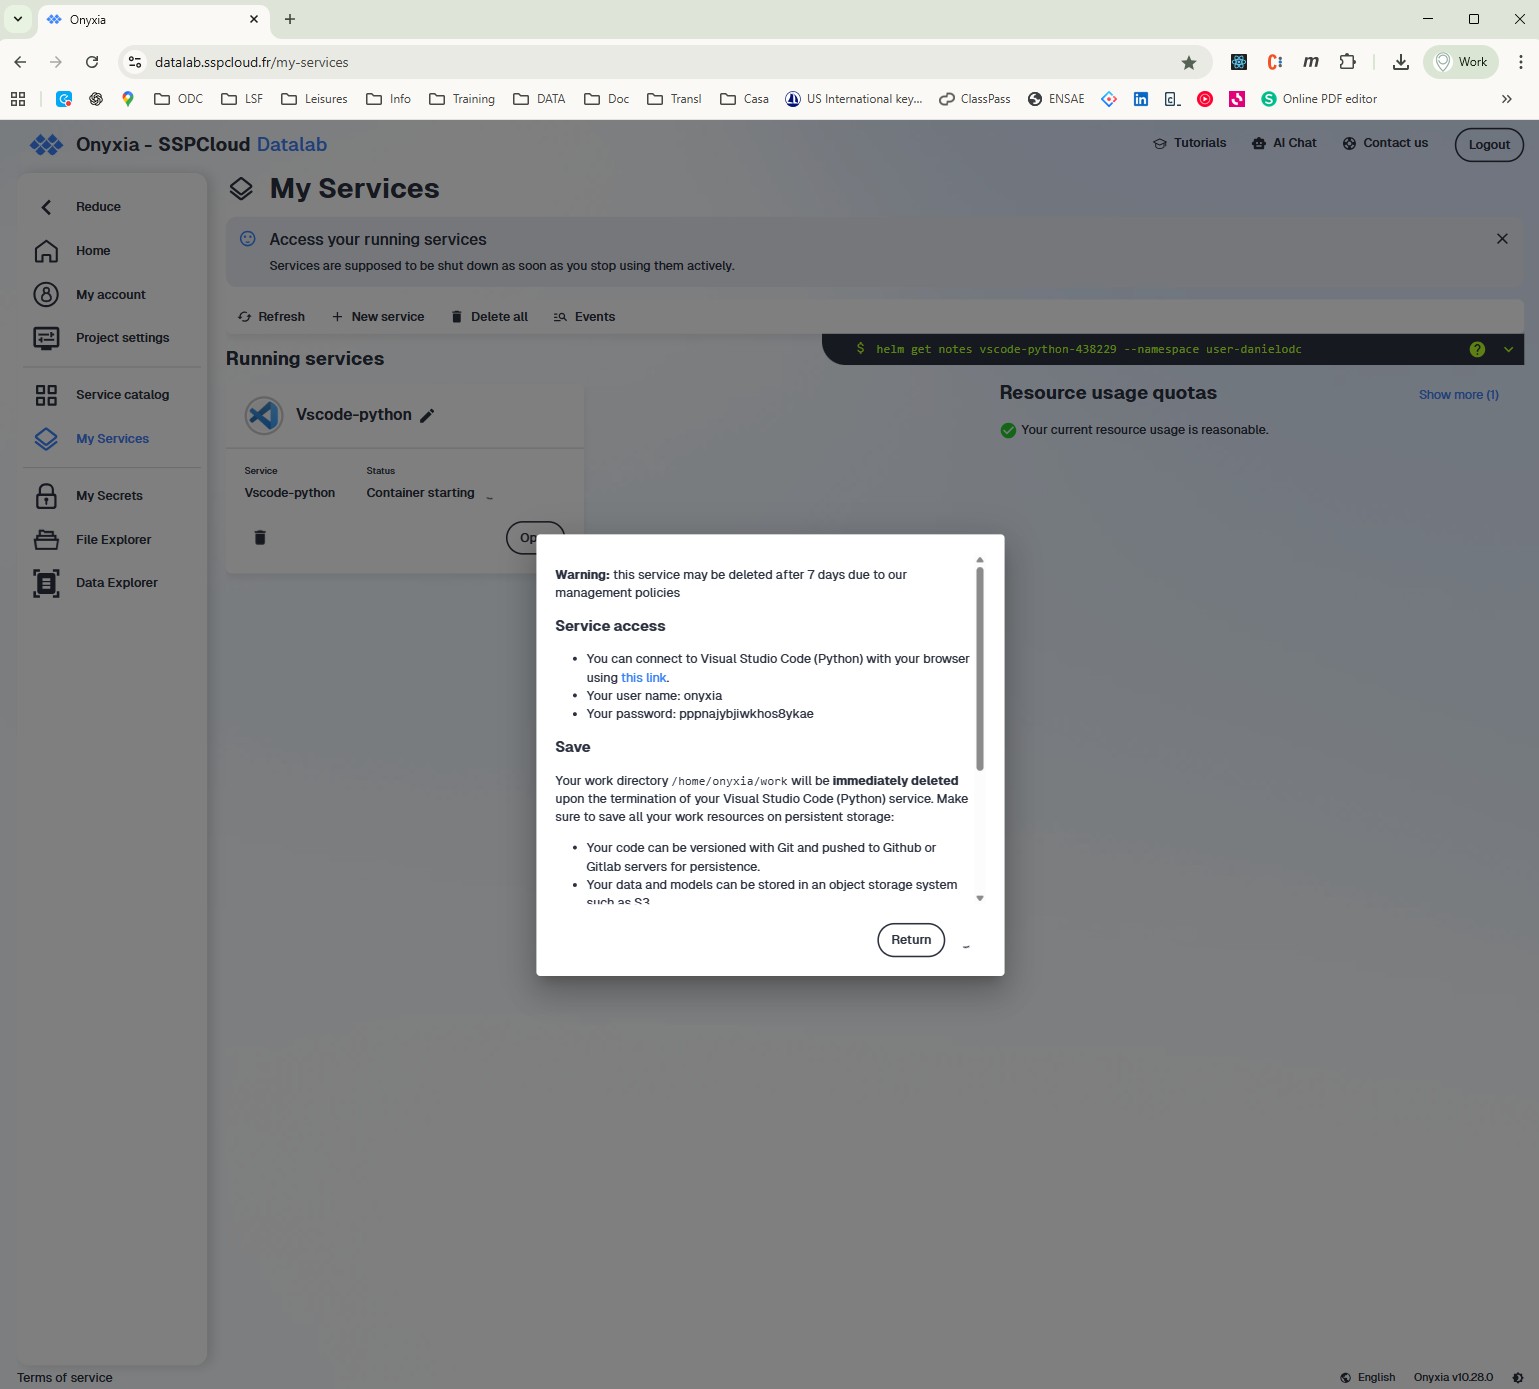 Onyxia
datalab.sspcloud.fr/my-services
Work
ODC
LSF
Leisures
Info
Training
DATA
Doc
Transl
Casa
US International key...
ClassPass
ENSAE
Online PDF editor
Onyxia - SSPCloud Datalab
Tutorials
AI Chat
Contact us
Logout
Reduce
Home
My account
Project settings
Service catalog
My Services
My Secrets
File Explorer
Data Explorer
My Services
Access your running services
Services are supposed to be shut down as soon as you stop using them actively.
Refresh
New service
Delete all
Events
Running services
$ helm get notes vscode-python-438229 --namespace user-danielodc
Vscode-python
Service
Status
Vscode-python
Container starting
Op
Resource usage quotas
Show more (1)
Your current resource usage is reasonable.
Warning: this service may be deleted after 7 days due to our
management policies
Service access
You can connect to Visual Studio Code (Python) with your browser
using this link.
Your user name: onyxia
Your password: pppnajybjiwkhos8ykae
Save
Your work directory /home/onyxia/work will be immediately deleted
upon the termination of your Visual Studio Code (Python) service. Make
sure to save all your work resources on persistent storage:
Your code can be versioned with Git and pushed to Github or
Gitlab servers for persistence.
Your data and models can be stored in an object storage system
such as S3
Return
Terms of service
English
Onyxia v10.28.0